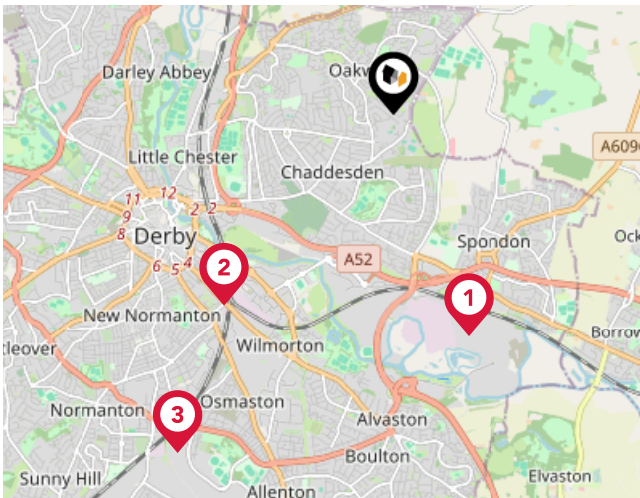 Darley Abbey
Oakw
Little Chester
A609
Chaddesden
11
12
9
2
2
8
Derby
Spondon
Ock
6
5
4
A52
2
1
New Normanton
tleover
Wilmorton
Borrow
Normanton
3
Osmaston
Alvaston
Boulton
Sunny Hill
Allenton
Elvaston